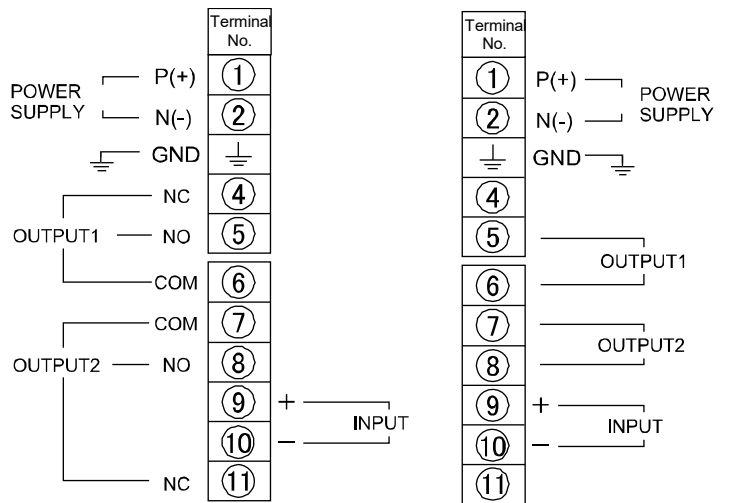 Terminal
No.
POWER
SUPPLY
P(+)
①
N(-)
②
GND
NC
④
OUTPUT1
NO
⑤
COM
⑥
COM
⑦
OUTPUT2
NO
⑧
⑨
+
INPUT
⑩
−
NC
⑪
Terminal
No.
①
P(+)
POWER
SUPPLY
②
N(-)
GND
④
⑤
OUTPUT1
⑥
⑦
OUTPUT2
⑧
⑨
+
INPUT
⑩
−
⑪